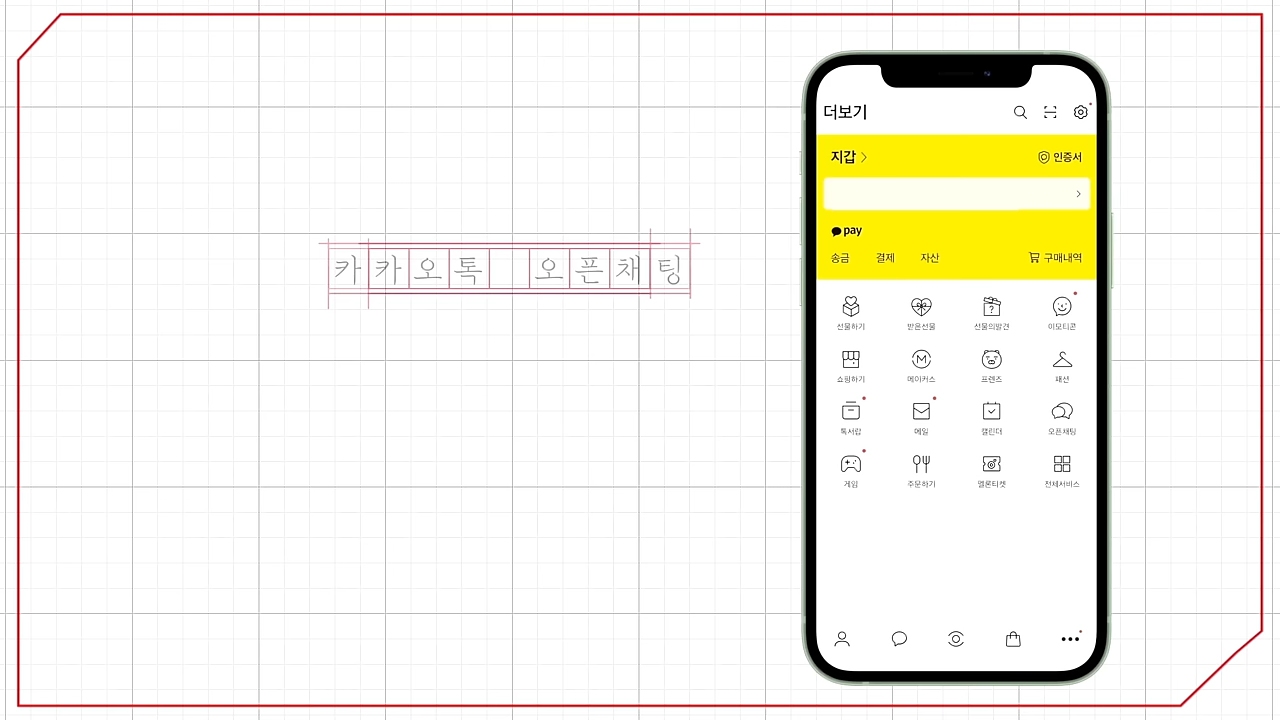 카카오톡 오픈채팅
더보기
지갑 인증서
pay
송금 결제 자산 구매내역
선물하기 받은선물 선물의발견 이모티콘
쇼핑하기 메이커스 프렌즈 패션
톡서랍 메일 캘린더 오픈채팅
게임 주문하기 멜론티켓 전체서비스